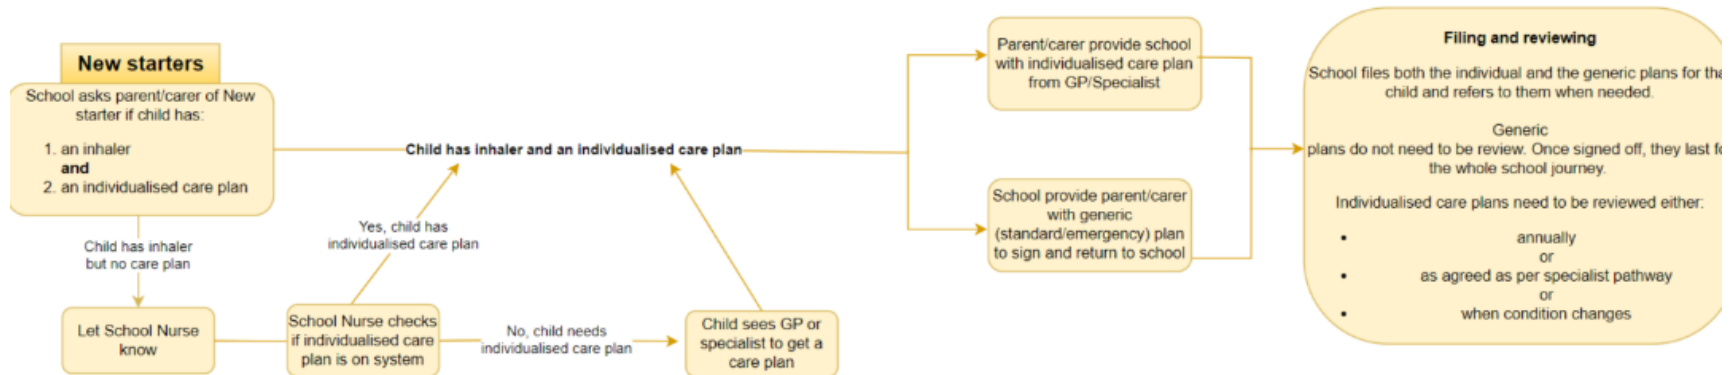 New starters
School asks parent/carer of New
starter if child has:
1. an inhaler
and
2. an individualised care plan
Child has inhaler
but no care plan
Let School Nurse
know
School Nurse checks
if individualised care
plan is on system
Yes, child has
individualised care plan
No, child needs
individualised care plan
Child sees GP or
specialist to get a
care plan
Child has inhaler and an individualised care plan
Parent/carer provide school
with individualised care plan
from GP/Specialist
School provide parent/carer
with generic
(standard/emergency) plan
to sign and return to school
Filing and reviewing
School files both the individual and the generic plans for tha
child and refers to them when needed.
Generic
plans do not need to be review. Once signed off, they last fo
the whole school journey.
Individualised care plans need to be reviewed either:
• annually
or
• as agreed as per specialist pathway
or
• when condition changes